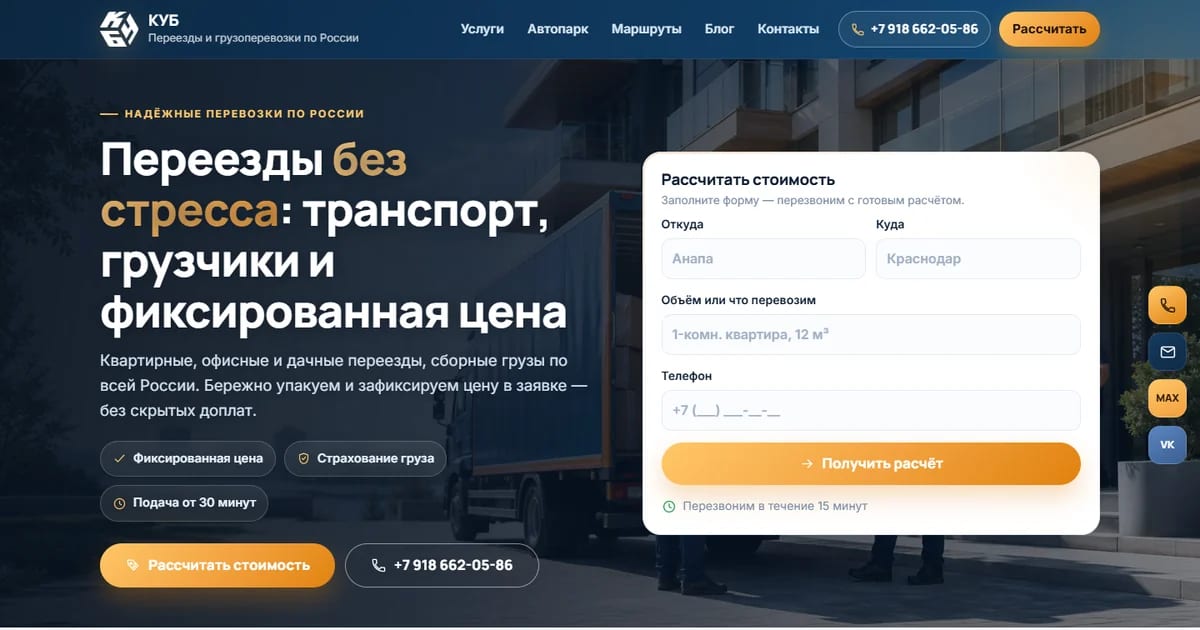 КУБ
Переезды и грузоперевозки по России
Услуги Автопарк Маршруты Блог Контакты +7 918 662-05-86 Рассчитать
НАДЁЖНЫЕ ПЕРЕВОЗКИ ПО РОССИИ
Переезды без
стресса: транспорт,
грузчики и
фиксированная цена
Квартирные, офисные и дачные переезды, сборные грузы по
всей России. Бережно упакуем и зафиксируем цену в заявке —
без скрытых доплат.
Фиксированная цена Страхование груза
Подача от 30 минут
Рассчитать стоимость +7 918 662-05-86
Рассчитать стоимость
Заполните форму — перезвоним с готовым расчётом.
Откуда Куда
Анапа Краснодар
Объём или что перевозим
1-комн. квартира, 12 м³
Телефон
+7 (___) ___-__-__
→ Получить расчёт
Перезвоним в течение 15 минут
MAX
VK